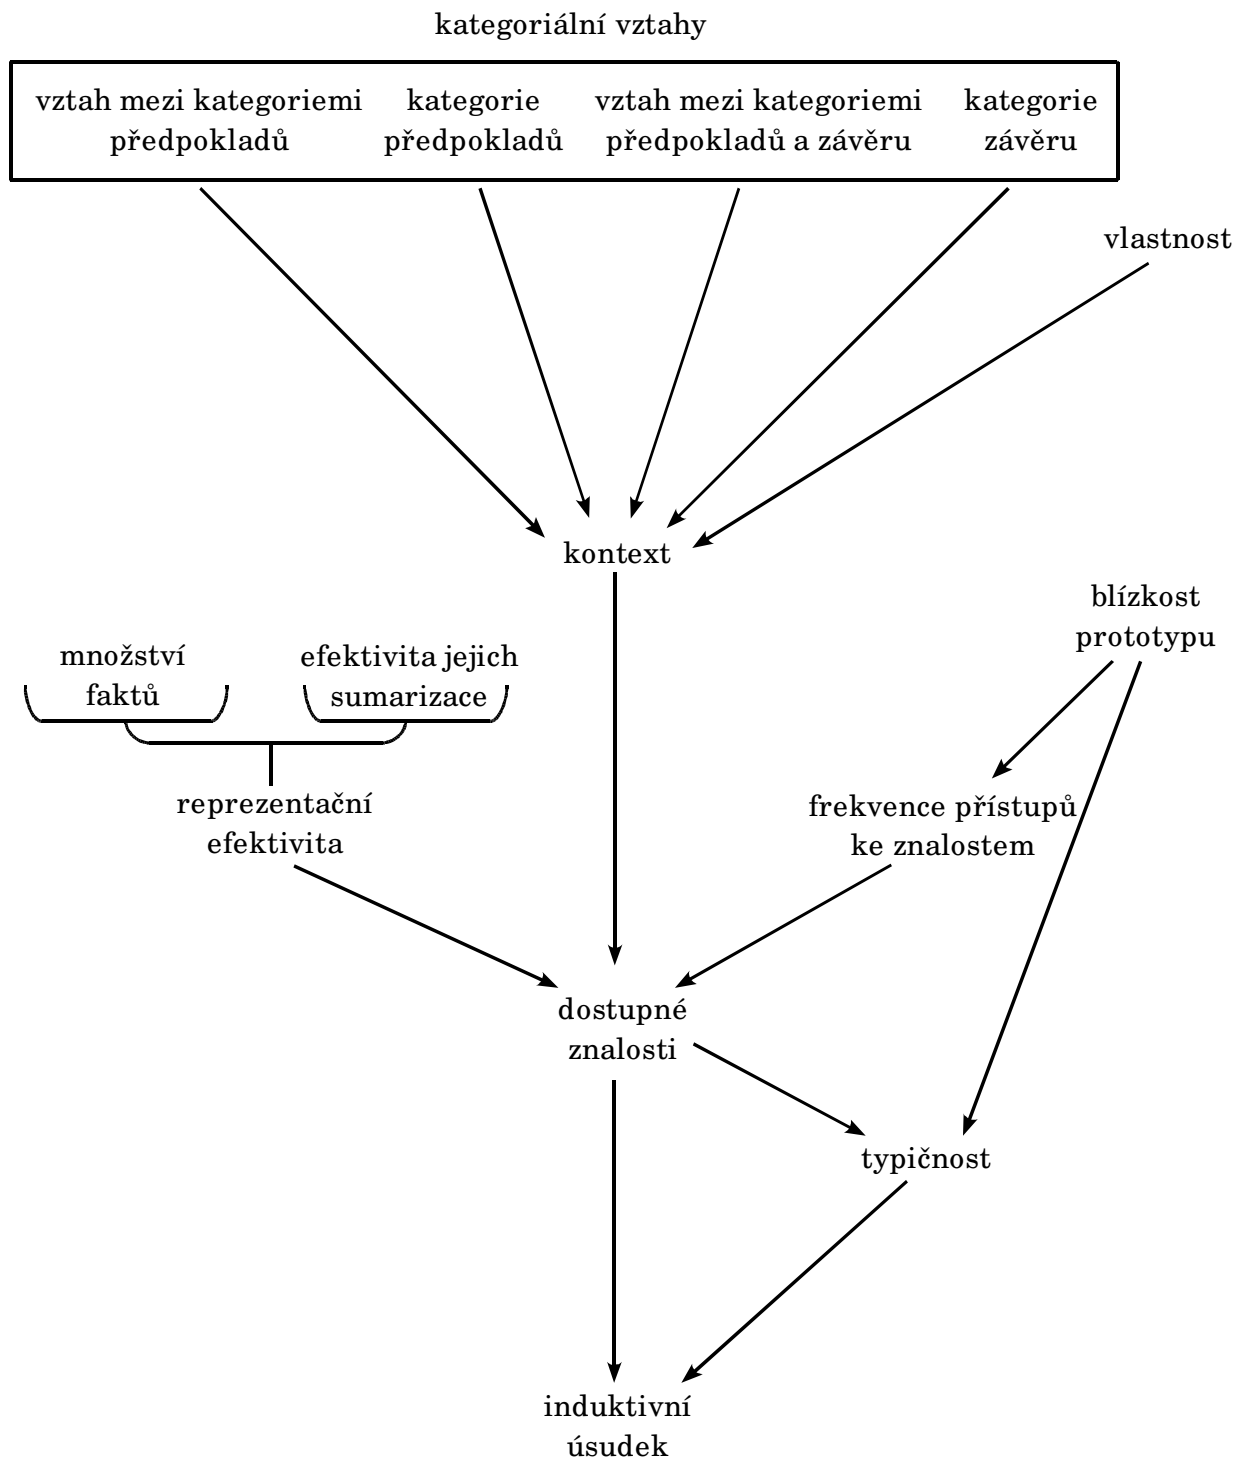 kategoriální vztahy
vztah mezi kategoriemi
předpokladů
kategorie
předpokladů
vztah mezi kategoriemi
předpokladů a závěru
kategorie
závěru
vlastnost
kontext
blízkost
prototypu
množství
faktů
efektivita jejich
sumarizace
reprezentační
efektivita
frekvence přístupů
ke znalostem
dostupné
znalosti
typičnost
induktivní
úsudek